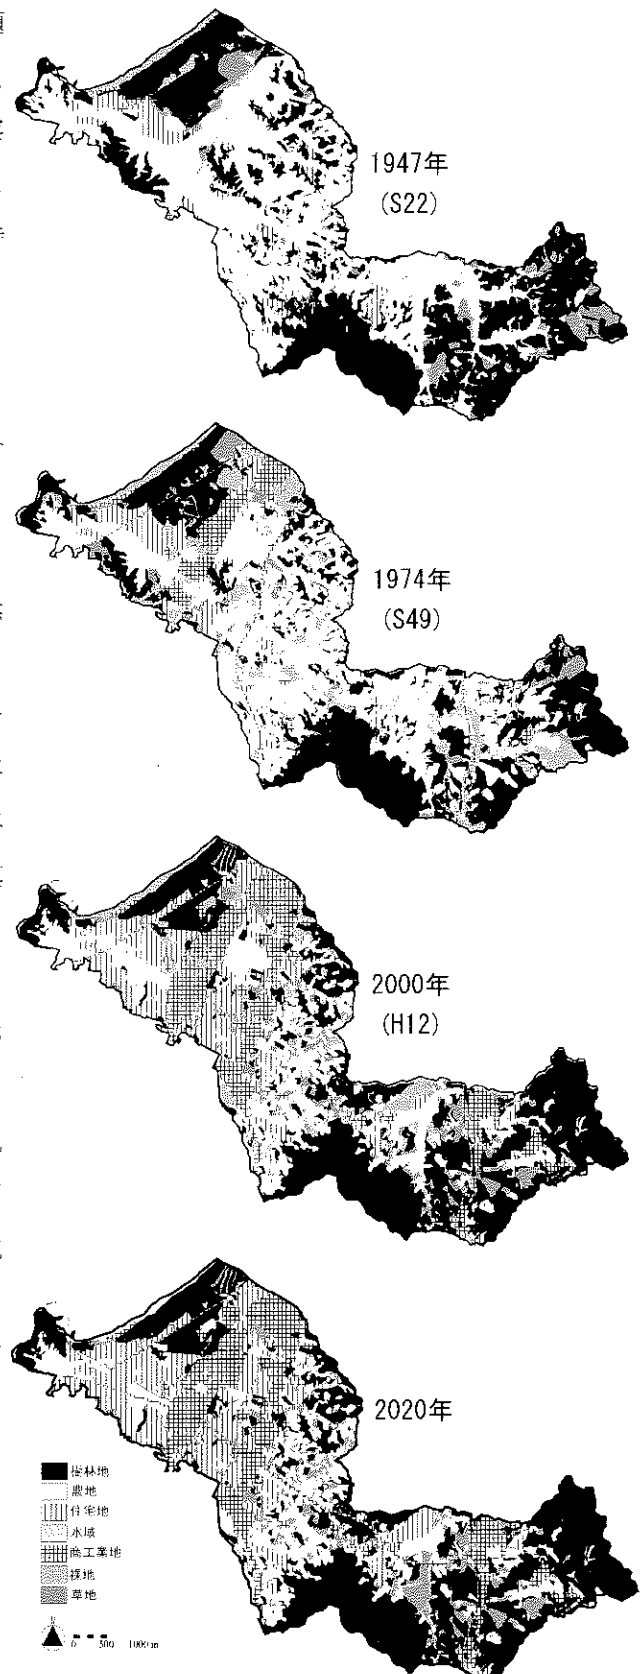 1947年
(S22)
1974年
(S49)
2000年
(H12)
2020年
樹林地
農地
住宅地
水域
商工業地
裸地
草地
0 500 1000m